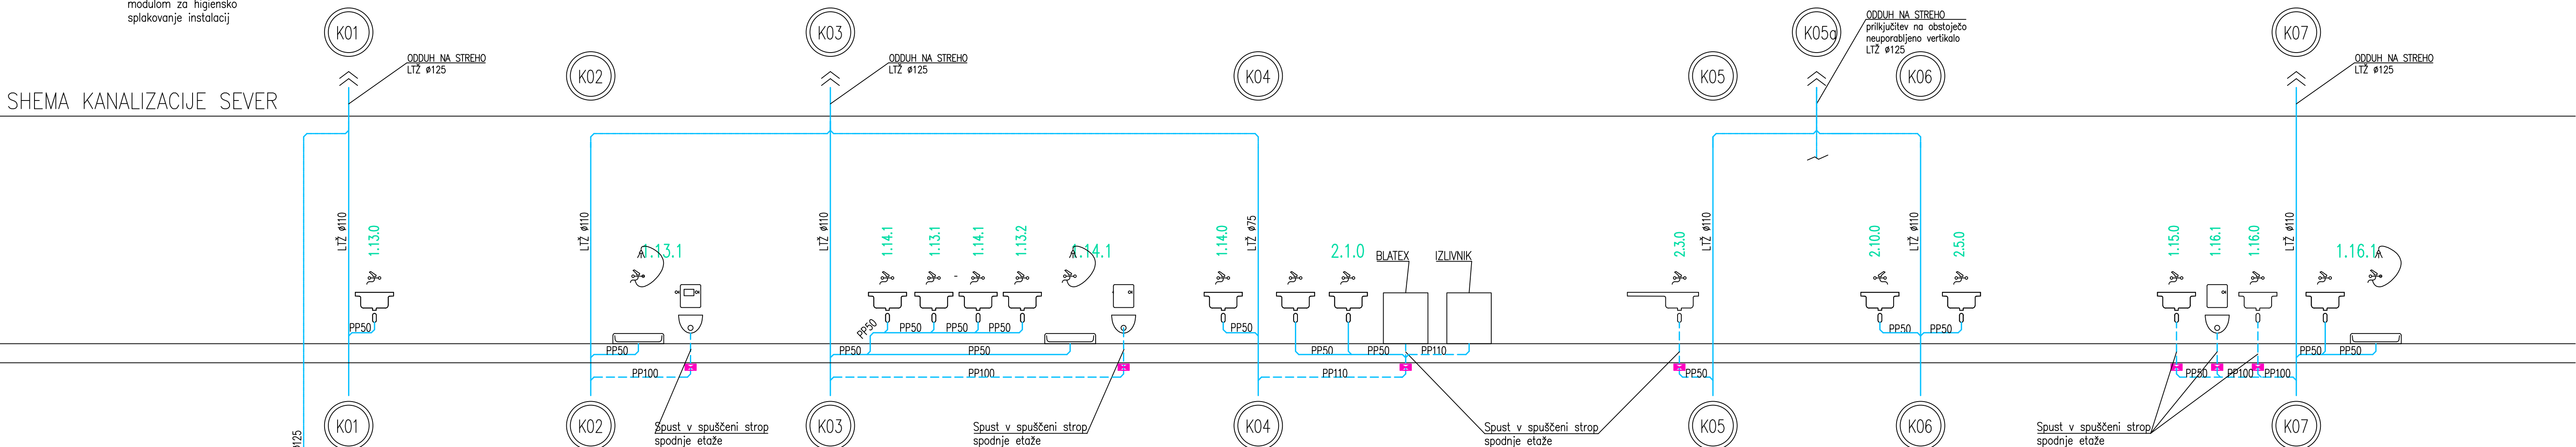 modulom za higiensko
splakovanje instalacij
K01
K03
K05a
K07
ODDUH NA STREHO
prilkjučitev na obstoječo
neuporabljeno vertikalo
LTŽ ø125
ODDUH NA STREHO
LTŽ ø125
ODDUH NA STREHO
LTŽ ø125
ODDUH NA STREHO
LTŽ ø125
K02
K04
K05
K06
SHEMA KANALIZACIJE SEVER
LTŽ ø110
1.13.0
LTŽ ø110
1.13.1
LTŽ ø110
1.14.1
1.13.1
1.14.1
1.13.2
1.14.1
1.14.0
LTŽ ø75
2.1.0
BLATEX
IZLIVNIK
2.3.0
LTŽ ø110
2.10.0
LTŽ ø110
2.5.0
1.15.0
1.16.1
1.16.0
LTŽ ø110
1.16.1
PP50
PP50
PP50
PP50
PP50
PP50
PP50
PP50
PP50
PP50
PP50
PP50
PP50
PP110
PP50
PP50
PP100
PP100
PP110
PP50
PP50
PP100
PP100
K01
K02
Spust v spuščeni strop
spodnje etaže
K03
Spust v spuščeni strop
spodnje etaže
K04
Spust v spuščeni strop
spodnje etaže
K05
K06
Spust v spuščeni strop
spodnje etaže
K07